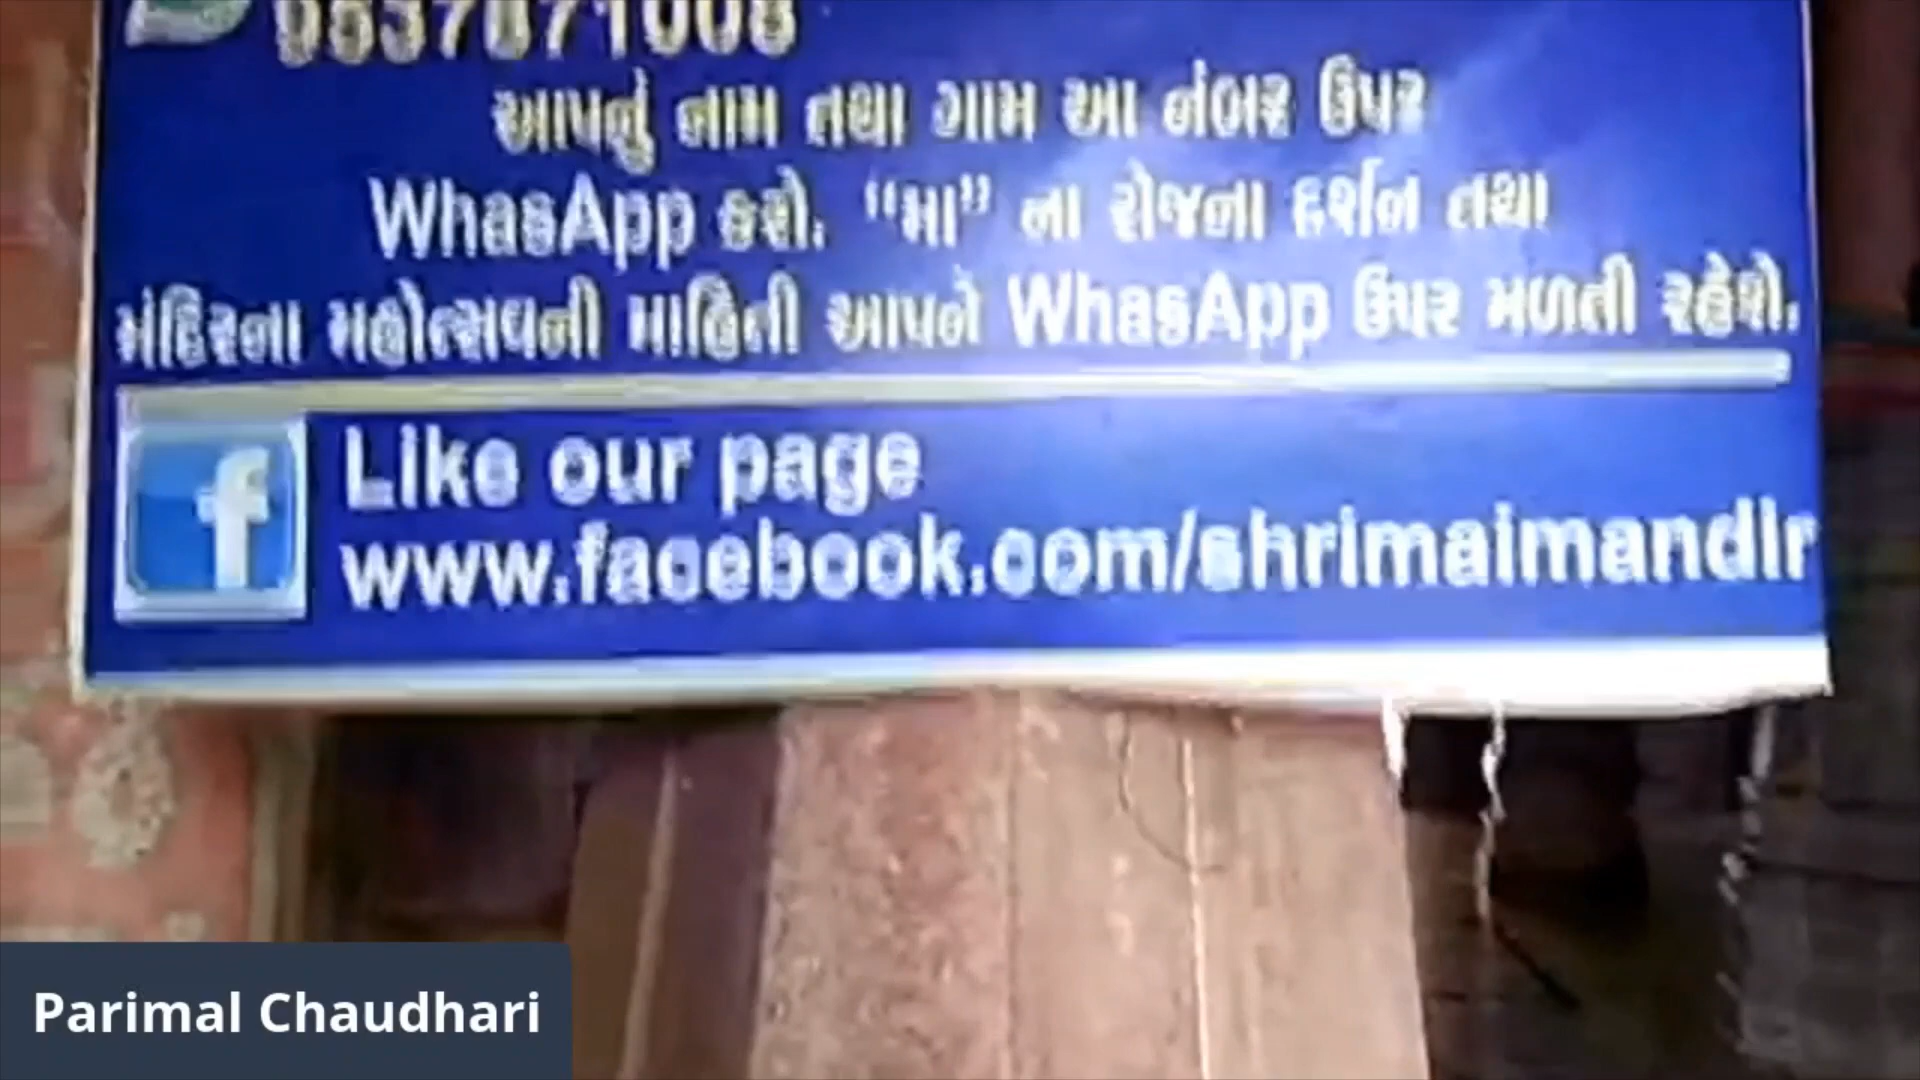 આપનું નામ તથા ગામ આ નંબર ઉપર
WhasApp કરો. “મા” ના રોજના દર્શન તથા
મંદિરના મહોત્સવની માહિતી આપને WhasApp ઉપર મળતી રહેશે.
f
Like our page
www.facebook.com/shrimaimandir
Parimal Chaudhari